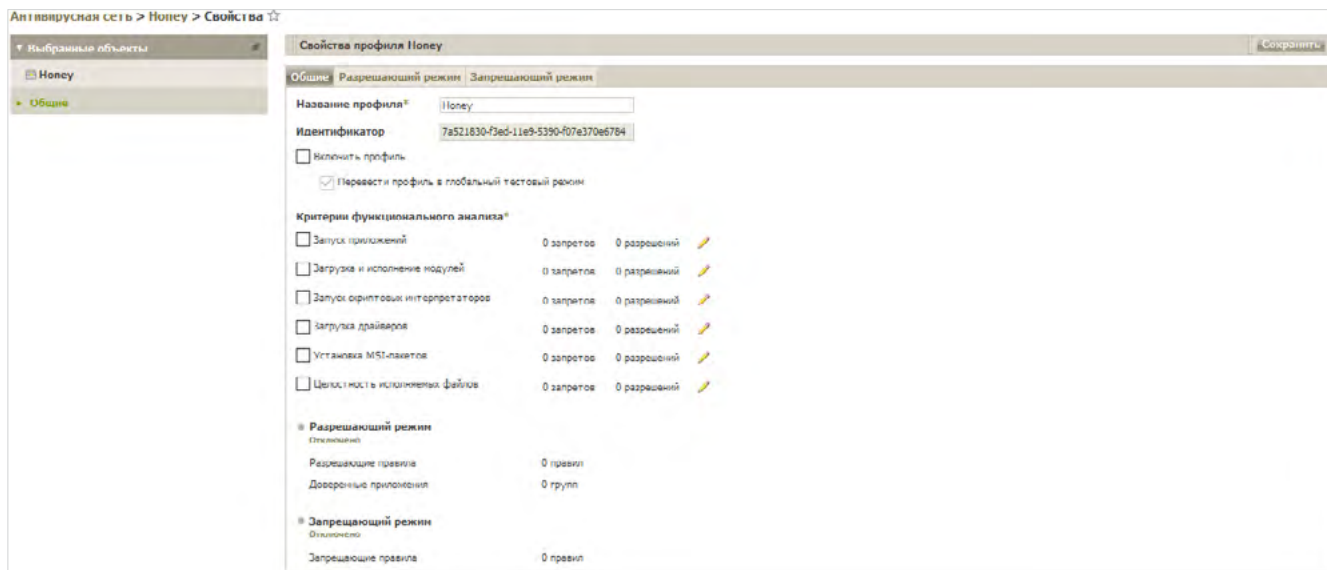 Антивирусная сеть > Honey > Свойства
Выбранные объекты
Honey
Общие
Свойства профиля Honey
Сохранить
Общие Разрешающий режим Запрещающий режим
Название профиля* Honey
Идентификатор 7a521830-f3ed-11e9-5390-f07e370e6784
Включить профиль
Перевести профиль в глобальный тестовый режим
Критерии функционального анализа*
Запуск приложений 0 запретов 0 разрешений
Загрузка и исполнение модулей 0 запретов 0 разрешений
Запуск скриптовых интерпретаторов 0 запретов 0 разрешений
Загрузка драйверов 0 запретов 0 разрешений
Установка MSI-пакетов 0 запретов 0 разрешений
Целостность исполняемых файлов 0 запретов 0 разрешений
Разрешающий режим
Отключено
Разрешающие правила 0 правил
Доверенные приложения 0 групп
Запрещающий режим
Отключено
Запрещающие правила 0 правил